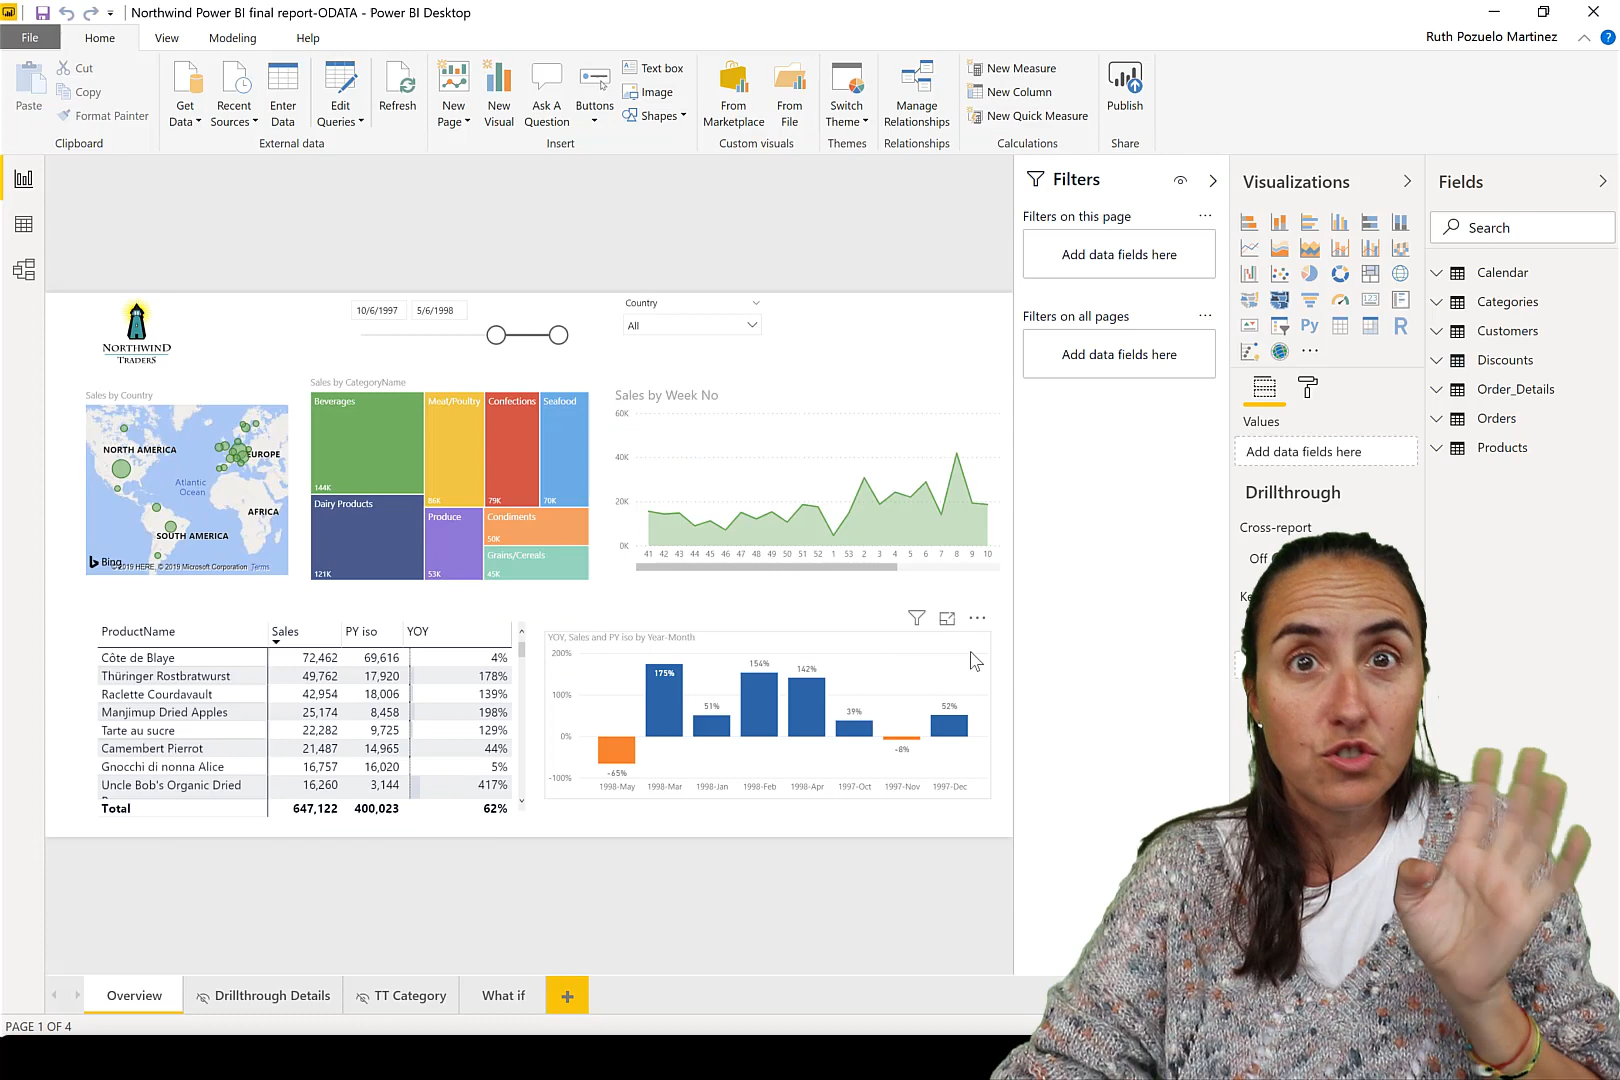 Northwind Power BI final report-ODATA - Power BI Desktop
File Home View Modeling Help
Ruth Pozuelo Martinez
Paste
Cut
Copy
Format Painter
Clipboard
Get Data
Recent Sources
Enter Data
Edit Queries
Refresh
External data
New Page
New Visual
Ask A Question
Buttons
Text box
Image
Shapes
Insert
From Marketplace
From File
Custom visuals
Switch Theme
Themes
Manage Relationships
Relationships
New Measure
New Column
New Quick Measure
Calculations
Publish
Share
NORTHWIND
TRADERS
10/6/1997 5/6/1998
Country
All
Sales by Country
NORTH AMERICA
EUROPE
Atlantic
Ocean
AFRICA
SOUTH AMERICA
Bing
© 2019 HERE, © 2019 Microsoft Corporation Terms
Sales by CategoryName
Beverages
144K
Dairy Products
121K
Meat/Poultry
86K
Produce
53K
Confections
79K
Seafood
70K
Condiments
50K
Grains/Cereals
45K
Sales by Week No
60K
40K
20K
0K
41 42 43 44 45 46 47 48 49 50 51 52 1 53 2 3 4 5 6 7 8 9 10
ProductName Sales PY iso YOY
Côte de Blaye 72,462 69,616 4%
Thüringer Rostbratwurst 49,762 17,920 178%
Raclette Courdavault 42,954 18,006 139%
Manjimup Dried Apples 25,174 8,458 198%
Tarte au sucre 22,282 9,725 129%
Camembert Pierrot 21,487 14,965 44%
Gnocchi di nonna Alice 16,757 16,020 5%
Uncle Bob's Organic Dried 16,260 3,144 417%
Total 647,122 400,023 62%
YOY, Sales and PY iso by Year-Month
200%
100%
0%
-100%
-65% 175% 51% 154% 142% 39% -8% 52%
1998-May 1998-Mar 1998-Jan 1998-Feb 1998-Apr 1997-Oct 1997-Nov 1997-Dec
Filters
Filters on this page
Add data fields here
Filters on all pages
Add data fields here
Visualizations
123
Py
R
Values
Add data fields here
Drillthrough
Cross-report
Off
Fields
Search
Calendar
Categories
Customers
Discounts
Order_Details
Orders
Products
Overview Drillthrough Details TT Category What if
PAGE 1 OF 4